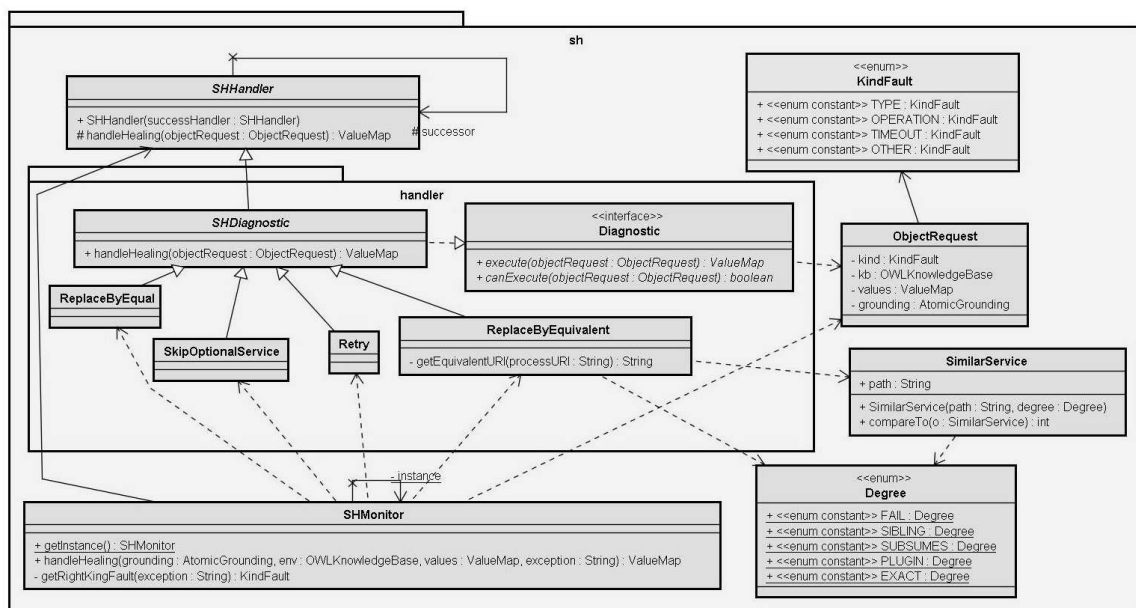 sh
SHHandler
+ SHHandler(successHandler : SHHandler)
# handleHealing(objectRequest : ObjectRequest) : ValueMap
# successor
<<enum>>
KindFault
+ <<enum constant>> TYPE : KindFault
+ <<enum constant>> OPERATION : KindFault
+ <<enum constant>> TIMEOUT : KindFault
+ <<enum constant>> OTHER : KindFault
handler
SHDiagnostic
+ handleHealing(objectRequest : ObjectRequest) : ValueMap
<<interface>>
Diagnostic
+ execute(objectRequest : ObjectRequest) : ValueMap
+ canExecute(objectRequest : ObjectRequest) : boolean
ObjectRequest
- kind : KindFault
- kb : OWLKnowledgeBase
- values : ValueMap
- grounding : AtomicGrounding
ReplaceByEqual
SkipOptionalService
Retry
ReplaceByEquivalent
- getEquivalentURI(processURI : String) : String
SimilarService
+ path : String
+ SimilarService(path : String, degree : Degree)
+ compareTo(o : SimilarService) : int
- instance
SHMonitor
+ getInstance() : SHMonitor
+ handleHealing(grounding : AtomicGrounding, env : OWLKnowledgeBase, values : ValueMap, exception : String) : ValueMap
- getRightKingFault(exception : String) : KindFault
<<enum>>
Degree
+ <<enum constant>> FAIL : Degree
+ <<enum constant>> SIBLING : Degree
+ <<enum constant>> SUBSUMES : Degree
+ <<enum constant>> PLUGIN : Degree
+ <<enum constant>> EXACT : Degree